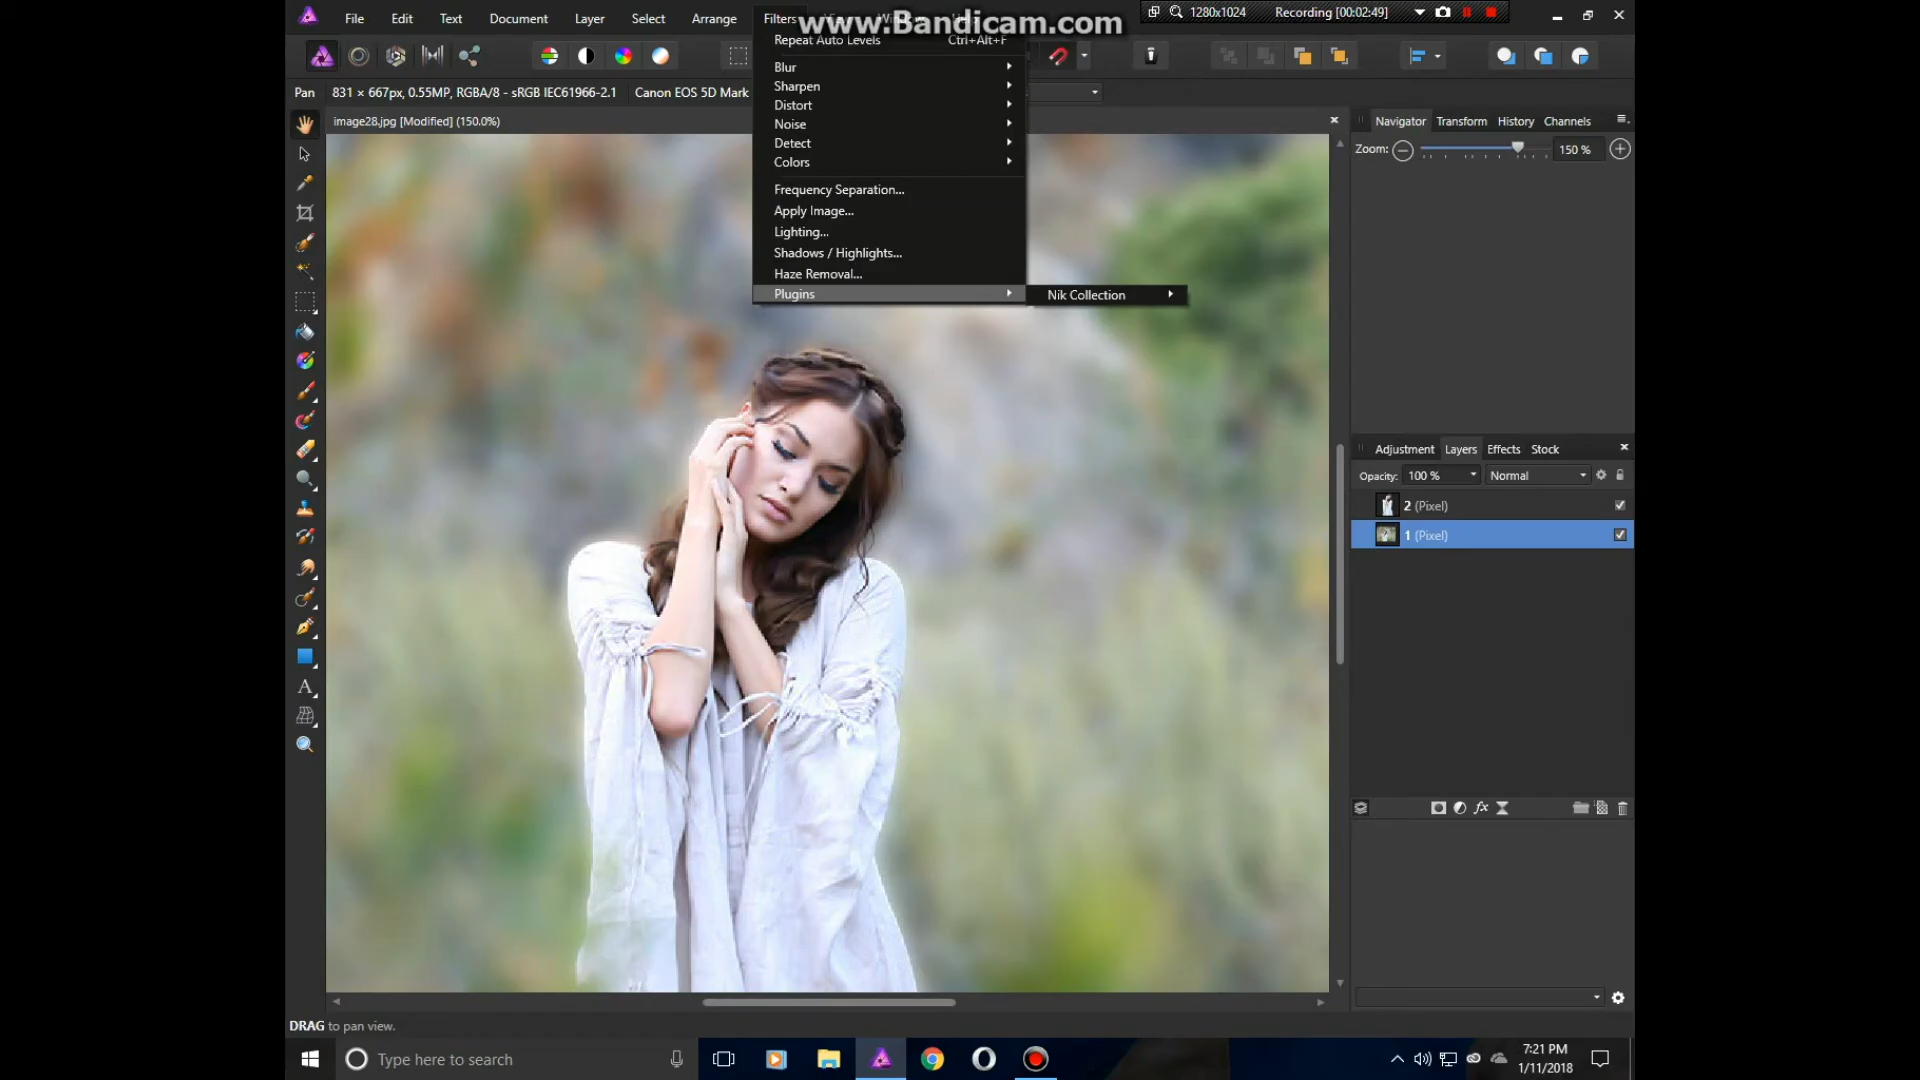 File Edit Text Document Layer Select Arrange Filters
www.Bandicam.com
1280x1024 Recording [00:02:49]
Repeat Auto Levels Ctrl+Alt+F
Blur
Sharpen
Distort
Noise
Detect
Colors
Frequency Separation...
Apply Image...
Lighting...
Shadows / Highlights...
Haze Removal...
Plugins
Nik Collection
Pan 831 × 667px, 0.55MP, RGBA/8 - sRGB IEC61966-2.1 Canon EOS 5D Mark
image28.jpg [Modified] (150.0%)
Navigator Transform History Channels
Zoom: 150 %
Adjustment Layers Effects Stock
Opacity: 100 % Normal
2 (Pixel)
1 (Pixel)
DRAG to pan view.
Type here to search
7:21 PM
1/11/2018